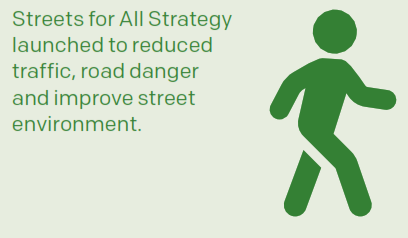 Streets for All Strategy
launched to reduced
traffic, road danger
and improve street
environment.